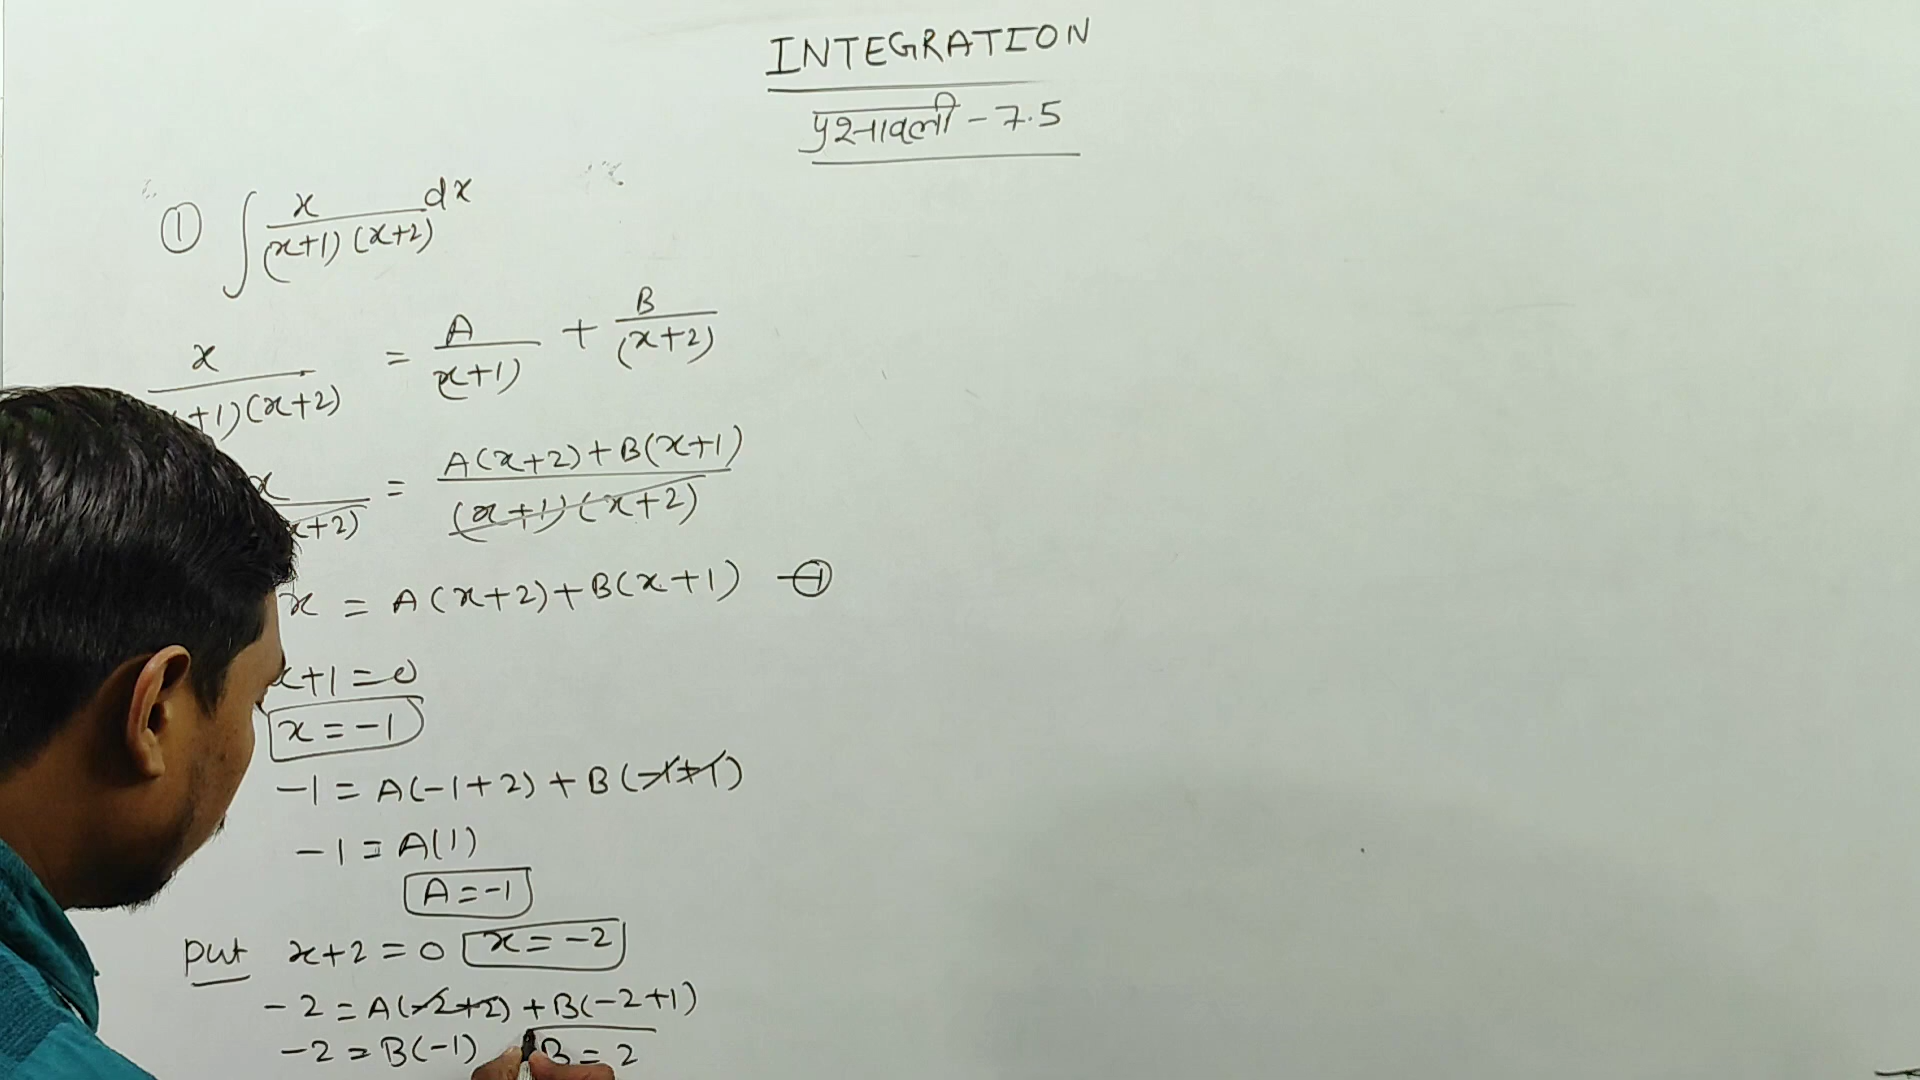 INTEGRATION
प्रश्नावली - 7.5
① ∫ x/(x+1)(x+2) dx
x/(x+1)(x+2) = A/(x+1) + B/(x+2)
x/(x+2) = A(x+2)+B(x+1)/(x+1)(x+2)
x = A(x+2)+B(x+1) —①
x+1=0
x=-1
-1 = A(-1+2)+B(-1+1)
-1 = A(1)
A=-1
put x+2=0 x=-2
-2 = A(-2+2)+B(-2+1)
-2 = B(-1) B=2